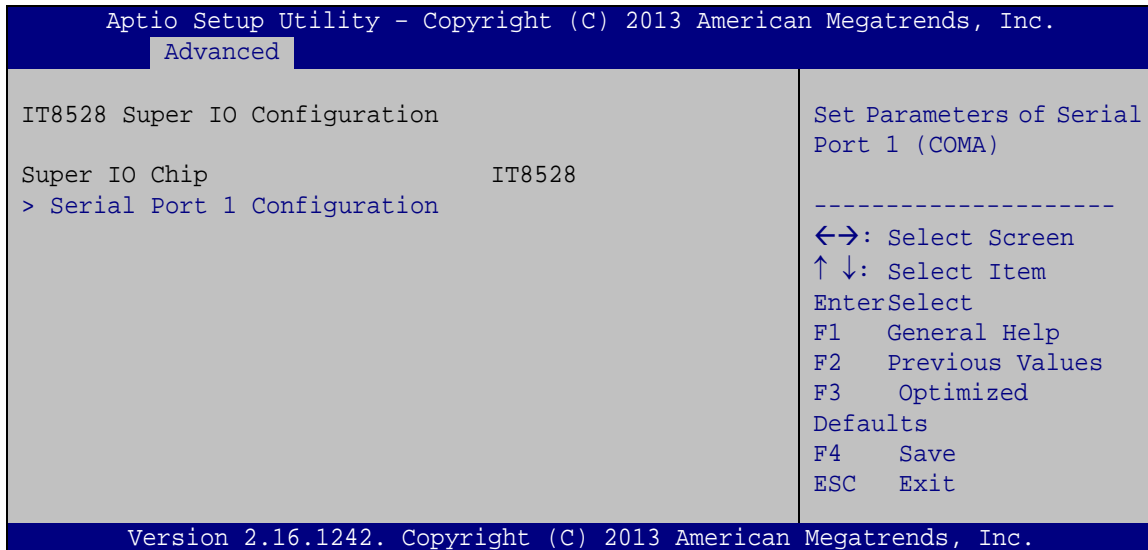 Aptio Setup Utility – Copyright (C) 2013 American Megatrends, Inc.
Advanced
IT8528 Super IO Configuration
Super IO Chip IT8528
> Serial Port 1 Configuration
Set Parameters of Serial
Port 1 (COMA)
---------------------
←→: Select Screen
↑ ↓: Select Item
EnterSelect
F1 General Help
F2 Previous Values
F3 Optimized
Defaults
F4 Save
ESC Exit
Version 2.16.1242. Copyright (C) 2013 American Megatrends, Inc.